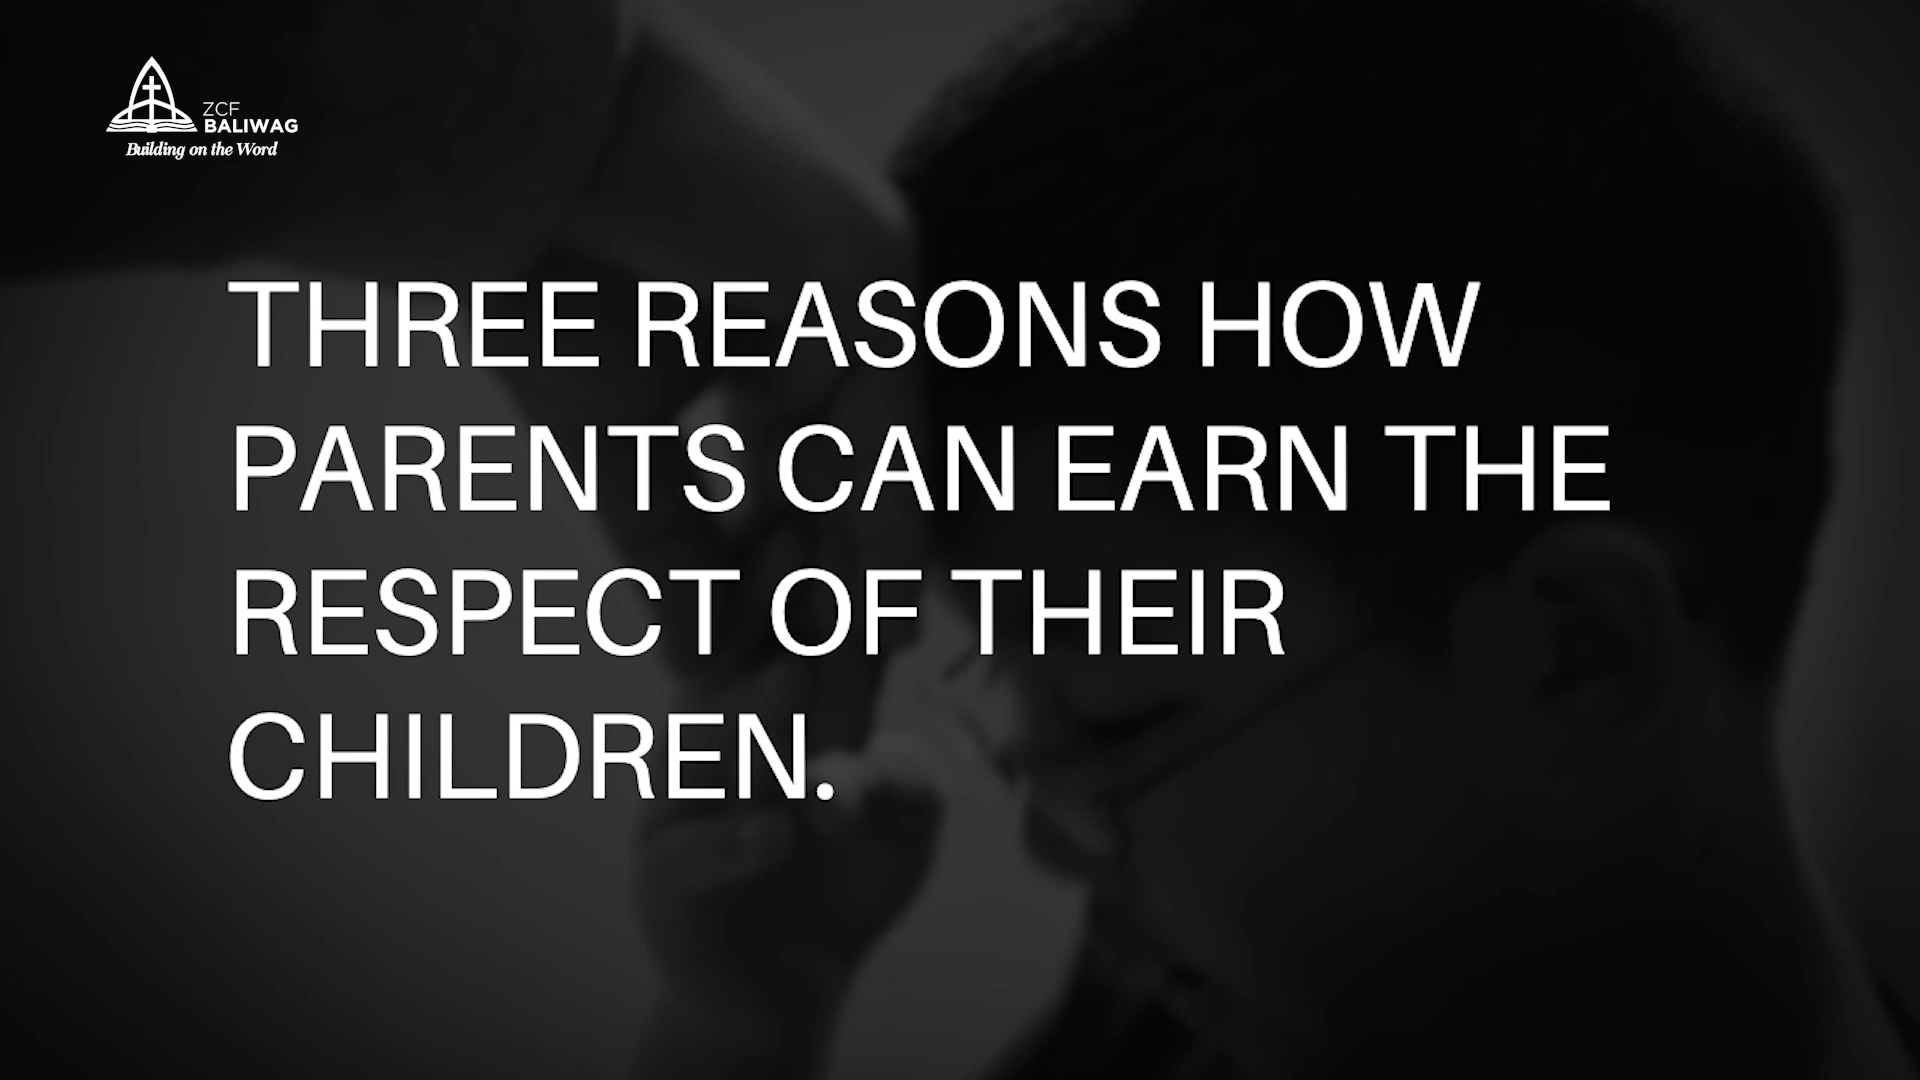 ZCF
BALIWAG
Building on the Word
THREE REASONS HOW
PARENTS CAN EARN THE
RESPECT OF THEIR
CHILDREN.